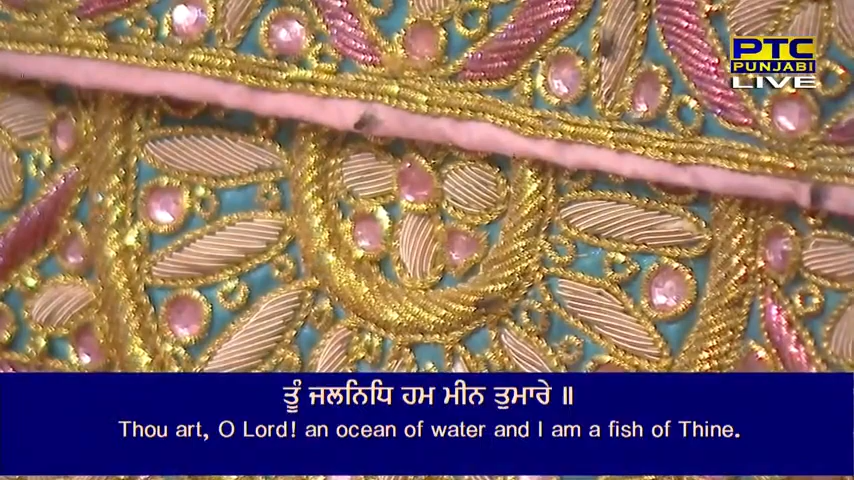 PTC
PUNJABI
LIVE
ਤੂੰ ਜਲਨਿਧਿ ਹਮ ਮੀਨ ਤੁਮਾਰੇ ॥
Thou art, O Lord! an ocean of water and I am a fish of Thine.